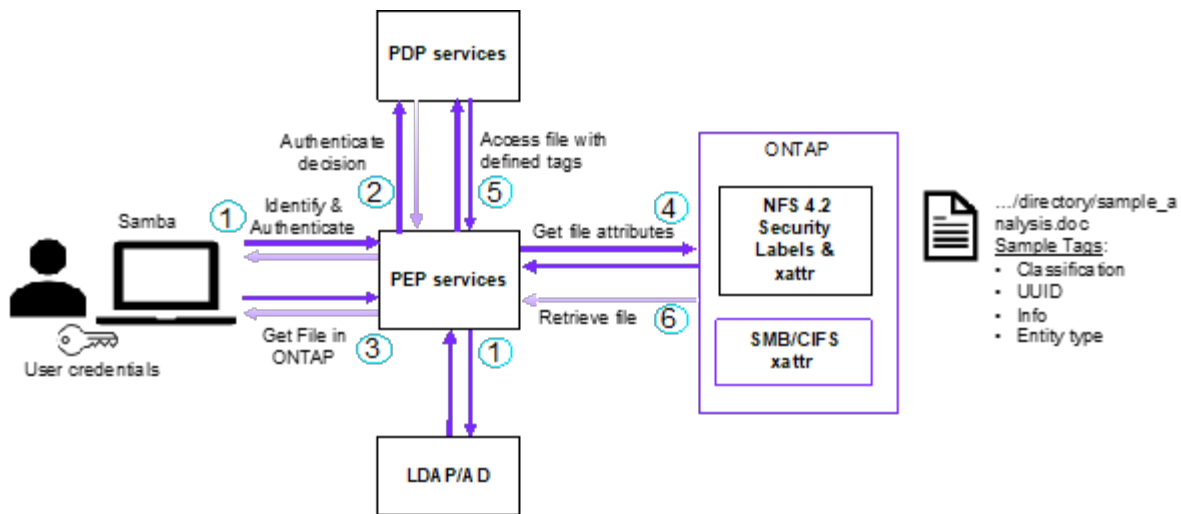 PDP services
Authenticate
decision
2
Access file with
defined tags
5
ONTAP
Samba
1
Identify &
Authenticate
PEP services
4
Get file attributes
NFS 4.2
Security
Labels &
xattr
…/directory/sample_a
nalysis.doc
Sample Tags:
• Classification
• UUID
• Info
• Entity type
Get File in
ONTAP
3
1
Retrieve file
6
SMB/CIFS
xattr
User credentials
LDAP/AD